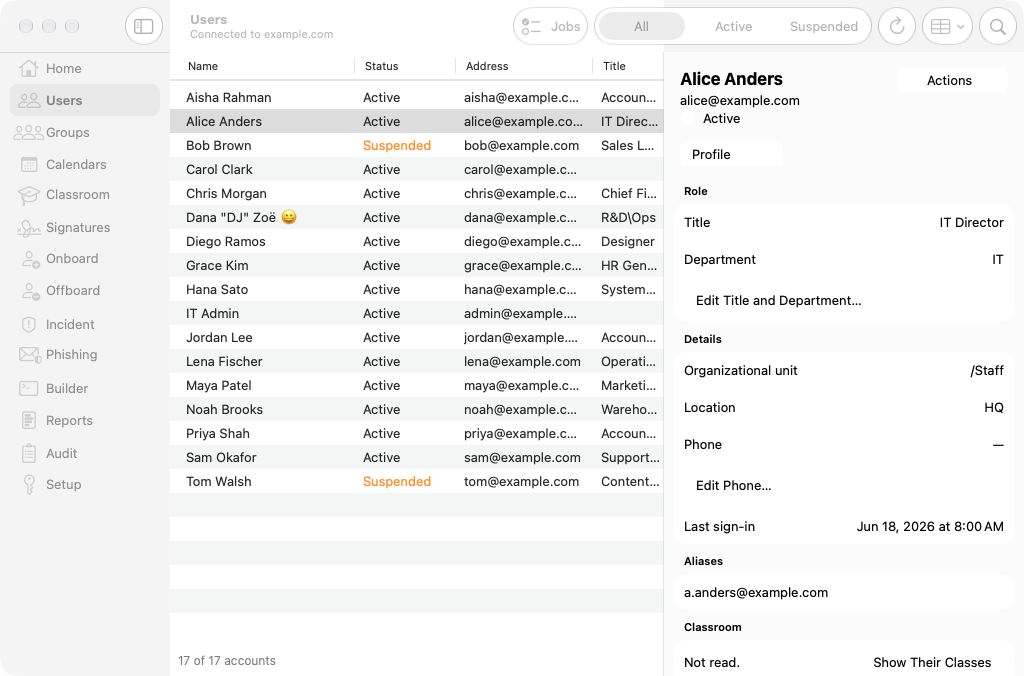 Users
Connected to example.com
Jobs
All
Active
Suspended
Home
Users
Groups
Calendars
Classroom
Signatures
Onboard
Offboard
Incident
Phishing
Builder
Reports
Audit
Setup
Name Status Address Title
Aisha Rahman Active aisha@example.c... Accoun...
Alice Anders Active alice@example.co... IT Direc...
Bob Brown Suspended bob@example.com Sales L...
Carol Clark Active carol@example.c...
Chris Morgan Active chris@example.c... Chief Fi...
Dana "DJ" Zoë 😀 Active dana@example.c... R&D\Ops
Diego Ramos Active diego@example.c... Designer
Grace Kim Active grace@example.c... HR Gen...
Hana Sato Active hana@example.c... System...
IT Admin Active admin@example....
Jordan Lee Active jordan@example.... Accoun...
Lena Fischer Active lena@example.com Operati...
Maya Patel Active maya@example.c... Marketi...
Noah Brooks Active noah@example.c... Wareho...
Priya Shah Active priya@example.c... Accoun...
Sam Okafor Active sam@example.com Support...
Tom Walsh Suspended tom@example.com Content...
17 of 17 accounts
Alice Anders
Actions
alice@example.com
Active
Profile
Role
Title IT Director
Department IT
Edit Title and Department...
Details
Organizational unit /Staff
Location HQ
Phone —
Edit Phone...
Last sign-in Jun 18, 2026 at 8:00 AM
Aliases
a.anders@example.com
Classroom
Not read. Show Their Classes